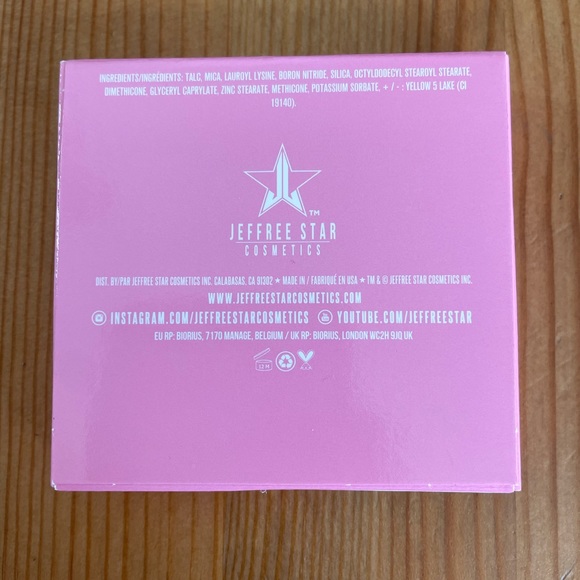 INGREDIENTS/INGRÉDIENTS: TALC, MICA, LAUROYL LYSINE, BORON NITRIDE, SILICA, OCTYLDODECYL STEAROYL STEARATE,
DIMETHICONE, GLYCERYL CAPRYLATE, ZINC STEARATE, METHICONE, POTASSIUM SORBATE, + / - : YELLOW 5 LAKE (CI
19140).
TM
JEFFREE STAR
COSMETICS
DIST. BY/PAR JEFFREE STAR COSMETICS INC. CALABASAS, CA 91302 ★ MADE IN / FABRIQUÉ EN USA ★ TM & © JEFFREE STAR COSMETICS INC.
WWW.JEFFREESTARCOSMETICS.COM
INSTAGRAM.COM/JEFFREESTARCOSMETICS YOUTUBE.COM/JEFFREESTAR
EU RP: BIORIUS, 7170 MANAGE, BELGIUM / UK RP: BIORIUS, LONDON WC2H 9JQ UK
12 M